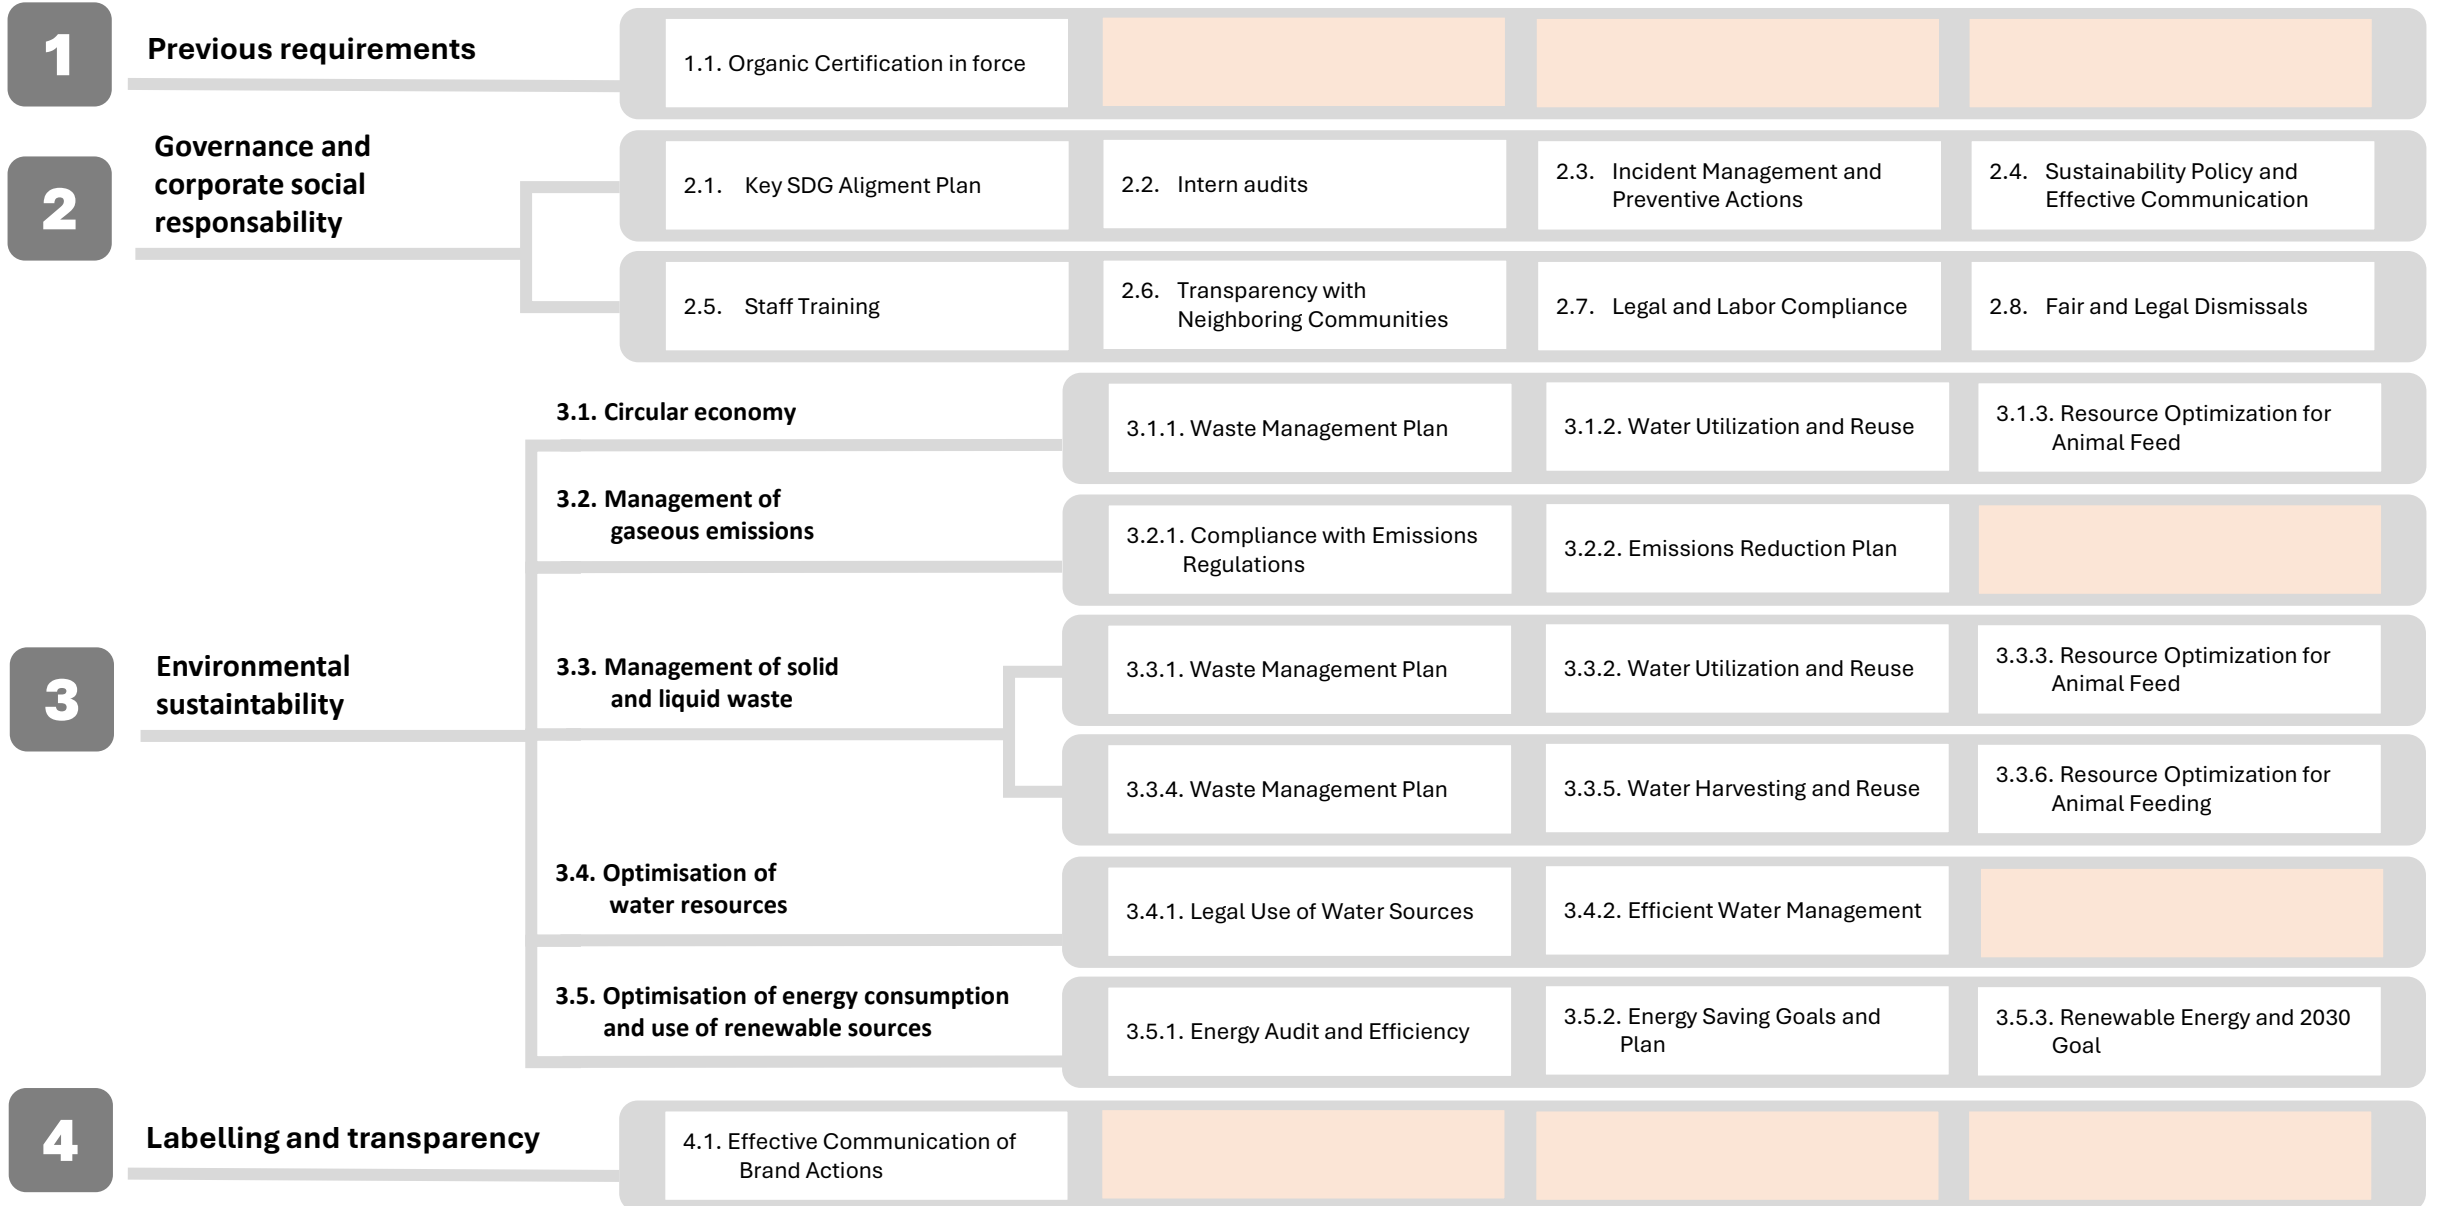 1
Previous requirements
1.1. Organic Certification in force
2
Governance and
corporate social
responsability
2.1. Key SDG Aligment Plan
2.2. Intern audits
2.3. Incident Management and
Preventive Actions
2.4. Sustainability Policy and
Effective Communication
2.5. Staff Training
2.6. Transparency with
Neighboring Communities
2.7. Legal and Labor Compliance
2.8. Fair and Legal Dismissals
3
Environmental
sustaintability
3.1. Circular economy
3.1.1. Waste Management Plan
3.1.2. Water Utilization and Reuse
3.1.3. Resource Optimization for
Animal Feed
3.2. Management of
gaseous emissions
3.2.1. Compliance with Emissions
Regulations
3.2.2. Emissions Reduction Plan
3.3. Management of solid
and liquid waste
3.3.1. Waste Management Plan
3.3.2. Water Utilization and Reuse
3.3.3. Resource Optimization for
Animal Feed
3.3.4. Waste Management Plan
3.3.5. Water Harvesting and Reuse
3.3.6. Resource Optimization for
Animal Feeding
3.4. Optimisation of
water resources
3.4.1. Legal Use of Water Sources
3.4.2. Efficient Water Management
3.5. Optimisation of energy consumption
and use of renewable sources
3.5.1. Energy Audit and Efficiency
3.5.2. Energy Saving Goals and
Plan
3.5.3. Renewable Energy and 2030
Goal
4
Labelling and transparency
4.1. Effective Communication of
Brand Actions